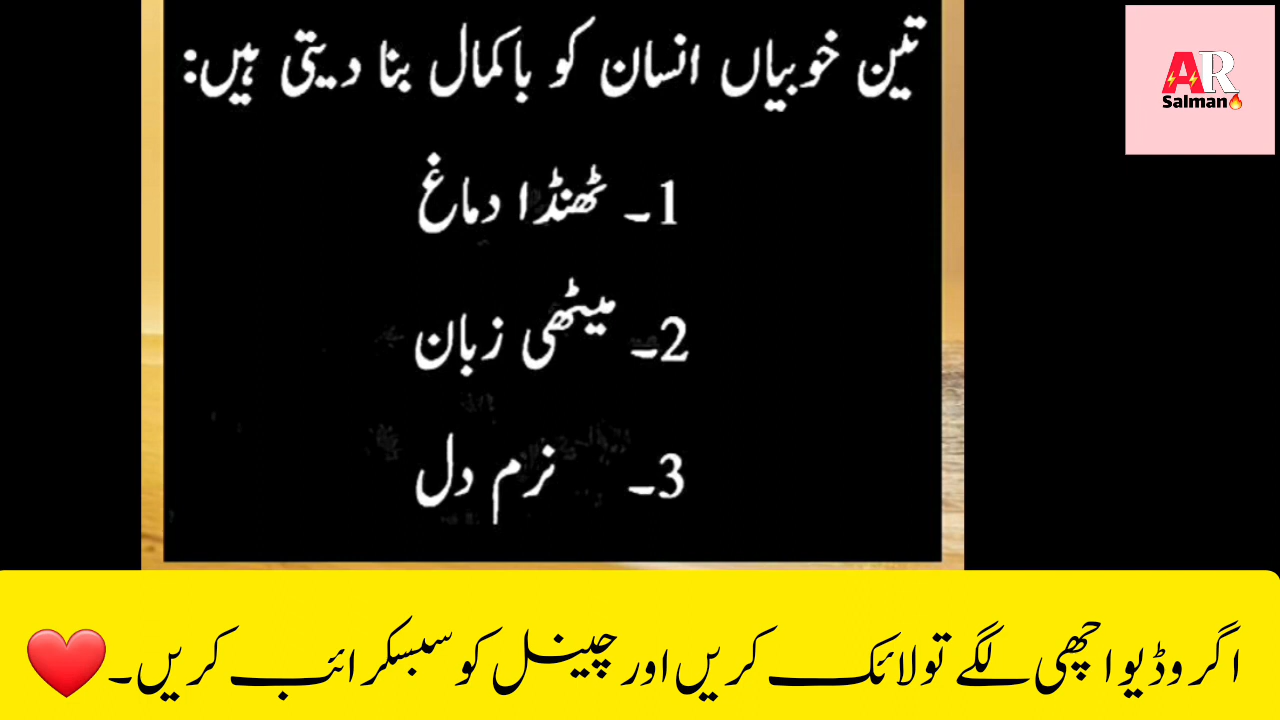 تین خوبیاں انسان کو باکمال بنا دیتی ہیں:
AR
Salman🔥
1۔ ٹھنڈا دماغ
2۔ میٹھی زبان
3۔ نرم دل
اگر وڈیو اچھی لگے تو لائک کریں اور چینل کو سبسکرائب کریں۔❤️